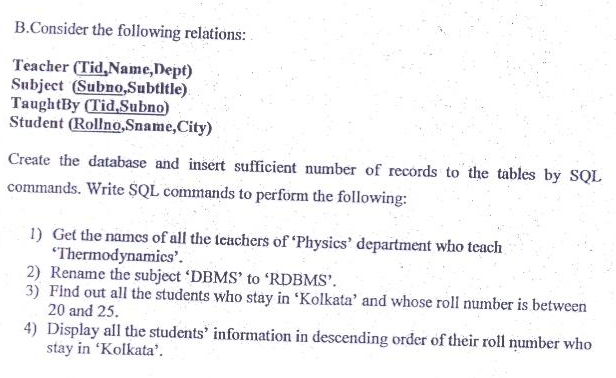 B.Consider the following relations:
Teacher (Tid,Name,Dept)
Subject (Subno,Subtitle)
TaughtBy (Tid,Subno)
Student (Rollno,Sname,City)
Create the database and insert sufficient number of records to the tables by SQL
commands. Write SQL commands to perform the following:
1) Get the names of all the teachers of ‘Physics’ department who teach
‘Thermodynamics’.
2) Rename the subject ‘DBMS’ to ‘RDBMS’.
3) Find out all the students who stay in ‘Kolkata’ and whose roll number is between
20 and 25.
4) Display all the students’ information in descending order of their roll number who
stay in ‘Kolkata’.